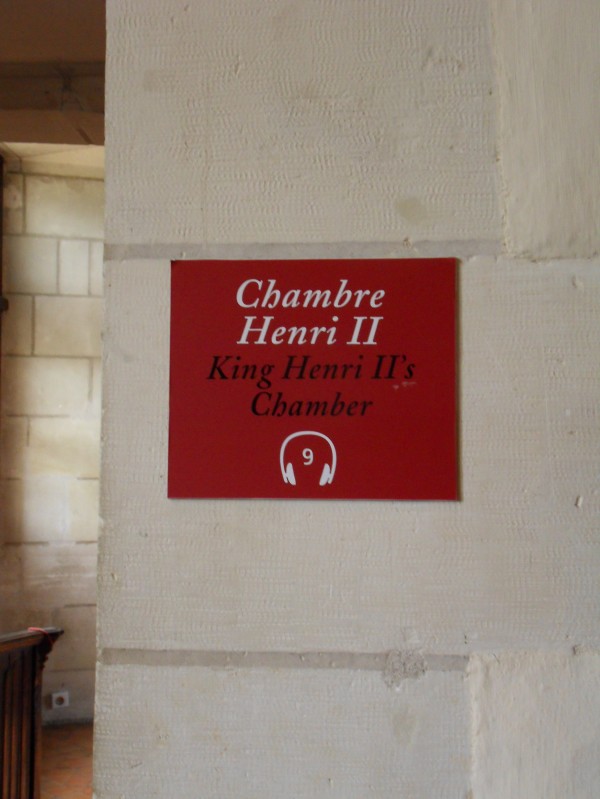 Chambre
Henri II
King Henri II's
Chamber
9